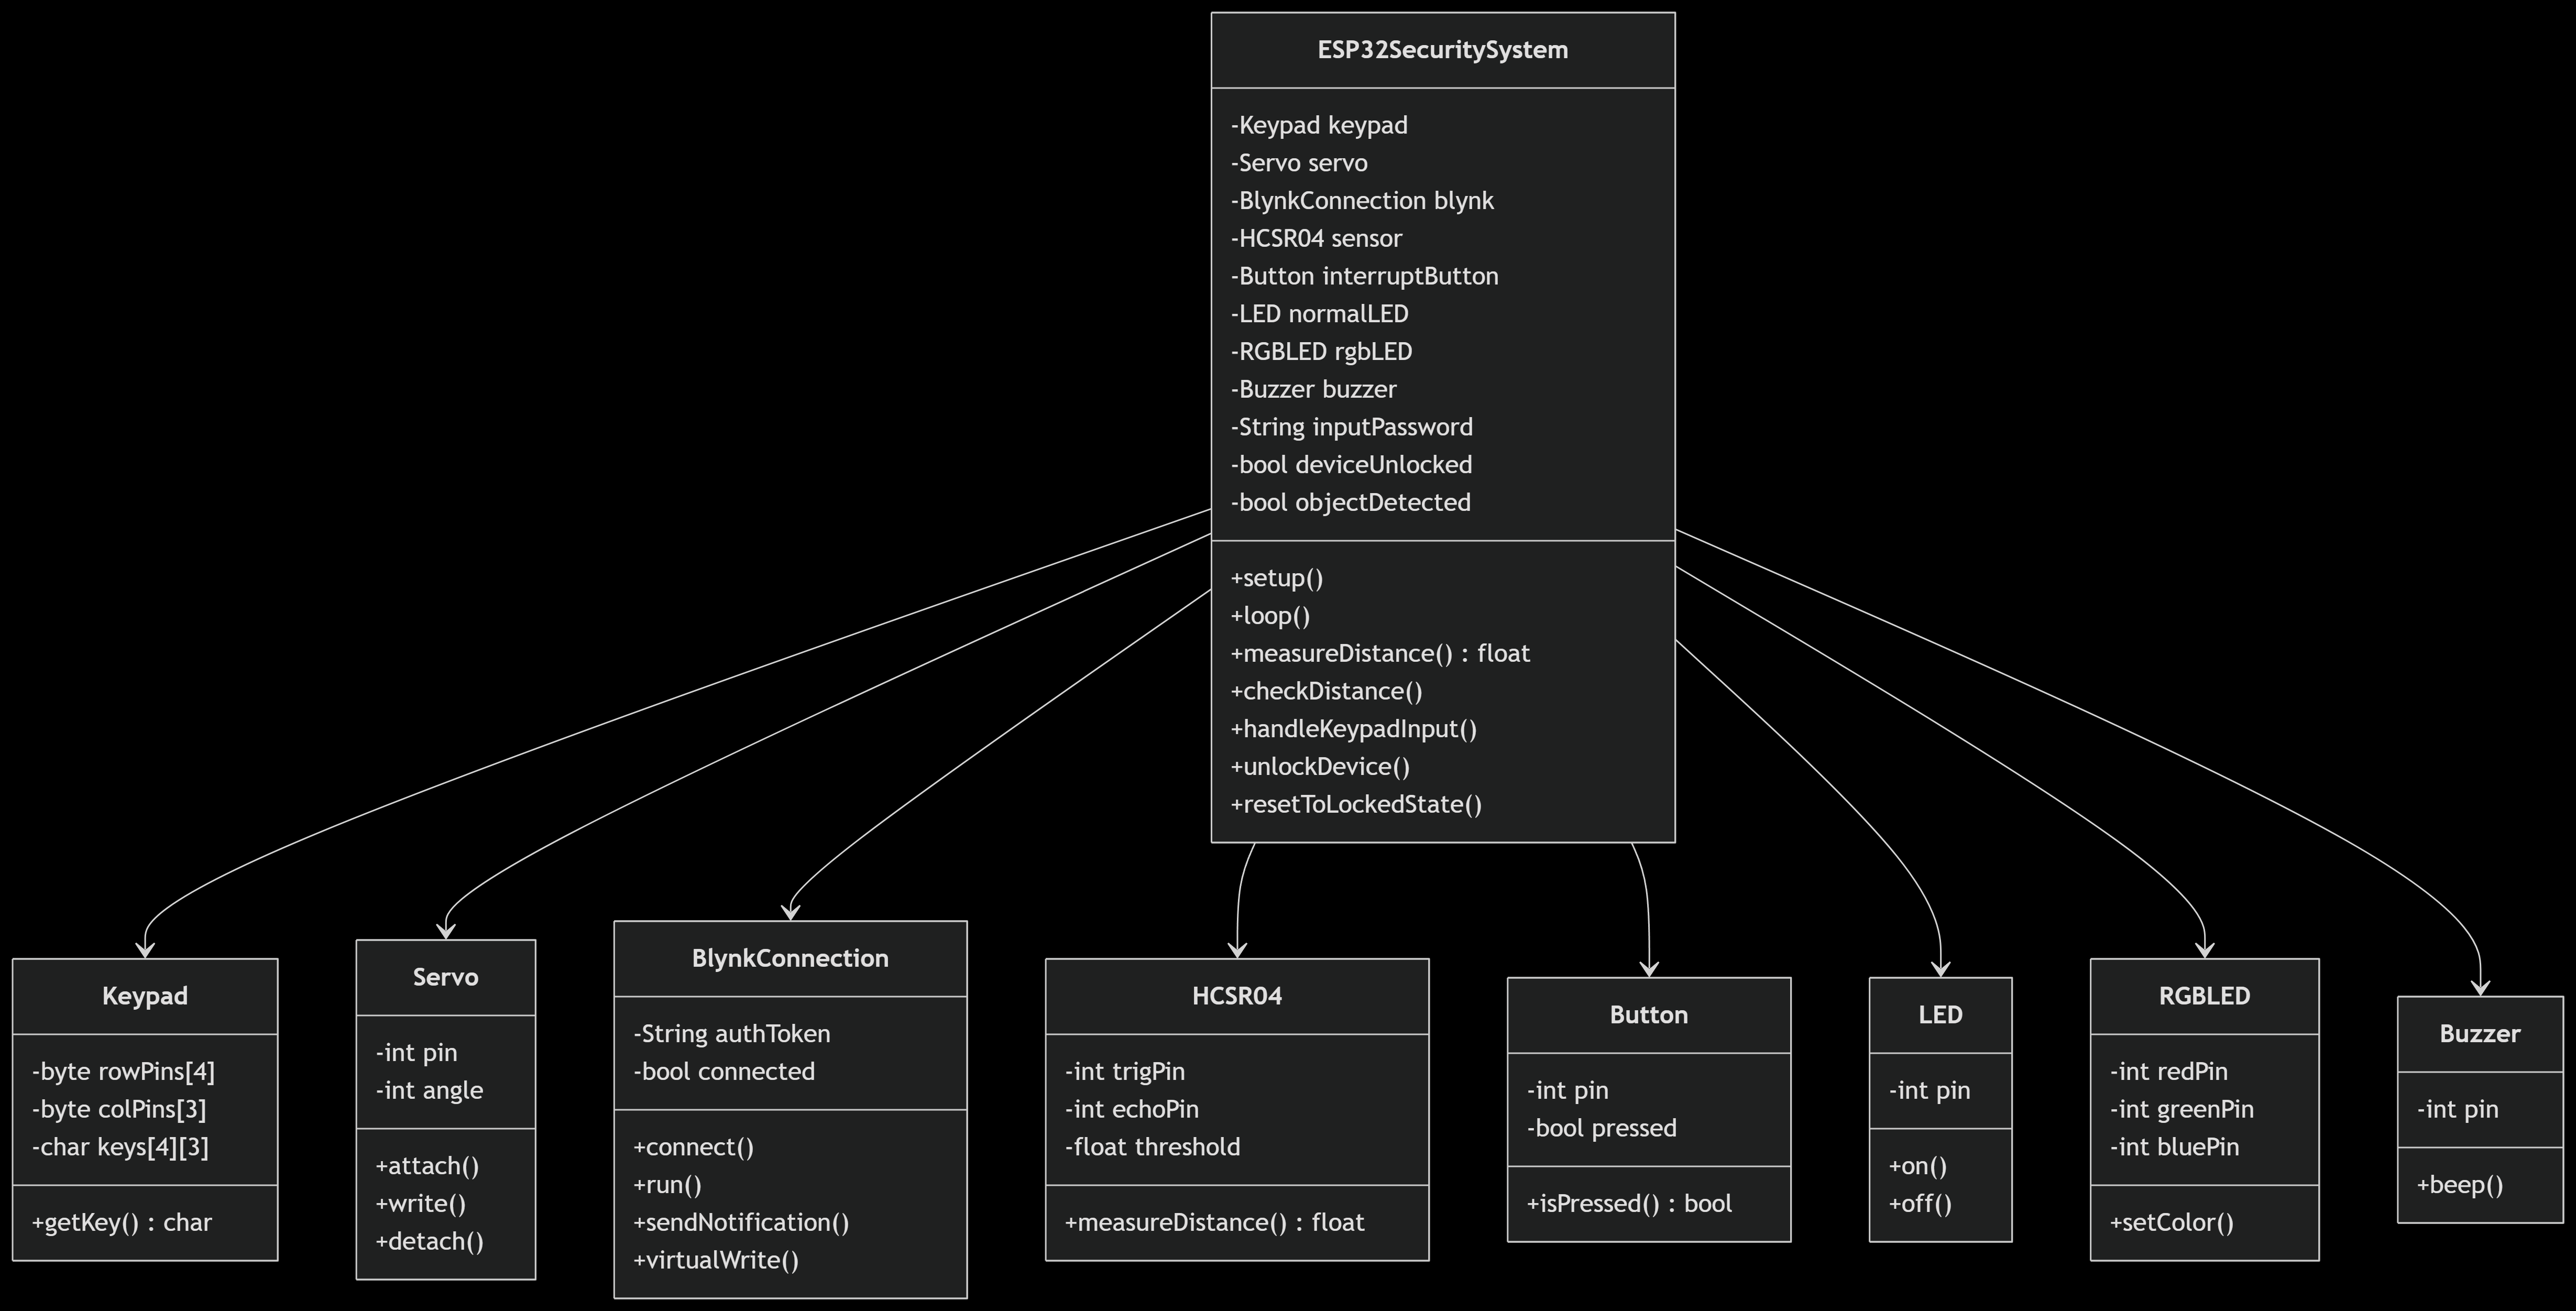 ESP32SecuritySystem
-Keypad keypad
-Servo servo
-BlynkConnection blynk
-HCSR04 sensor
-Button interruptButton
-LED normalLED
-RGBLED rgbLED
-Buzzer buzzer
-String inputPassword
-bool deviceUnlocked
-bool objectDetected
+setup()
+loop()
+measureDistance() : float
+checkDistance()
+handleKeypadInput()
+unlockDevice()
+resetToLockedState()
Keypad
-byte rowPins[4]
-byte colPins[3]
-char keys[4][3]
+getKey() : char
Servo
-int pin
-int angle
+attach()
+write()
+detach()
BlynkConnection
-String authToken
-bool connected
+connect()
+run()
+sendNotification()
+virtualWrite()
HCSR04
-int trigPin
-int echoPin
-float threshold
+measureDistance() : float
Button
-int pin
-bool pressed
+isPressed() : bool
LED
-int pin
+on()
+off()
RGBLED
-int redPin
-int greenPin
-int bluePin
+setColor()
Buzzer
-int pin
+beep()